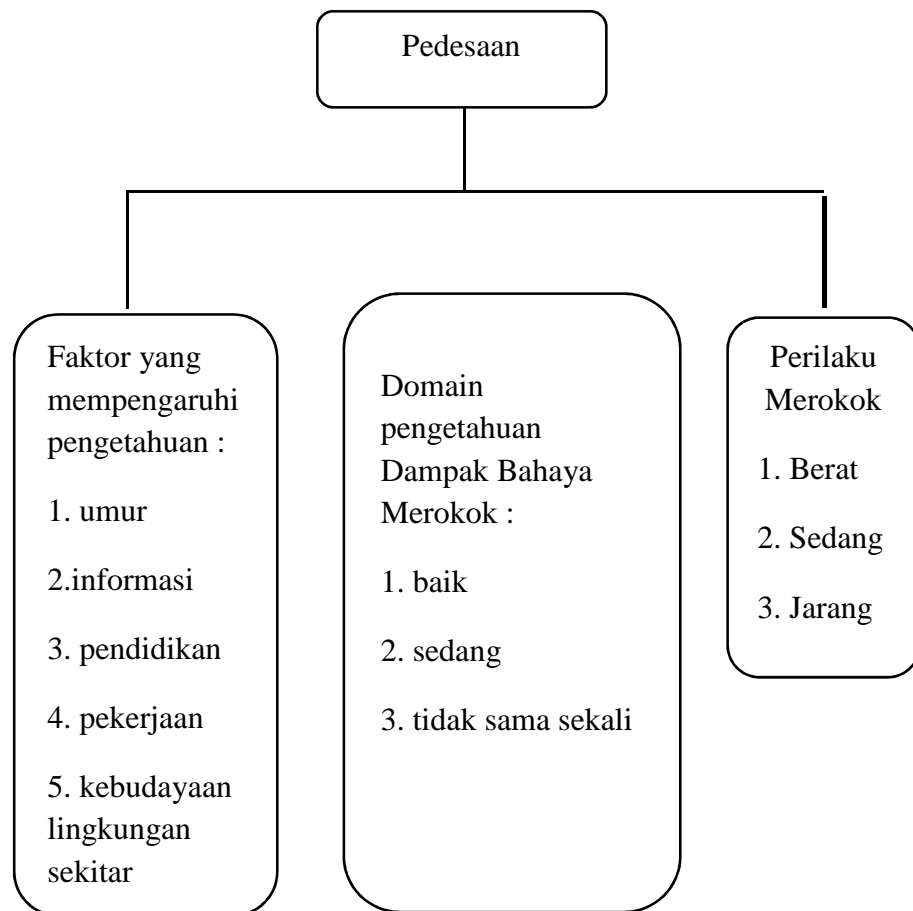 Pedesaan
Faktor yang
mempengaruhi
pengetahuan :
1. umur
2.informasi
3. pendidikan
4. pekerjaan
5. kebudayaan
lingkungan
sekitar
Domain
pengetahuan
Dampak Bahaya
Merokok :
1. baik
2. sedang
3. tidak sama sekali
Perilaku
Merokok
1. Berat
2. Sedang
3. Jarang